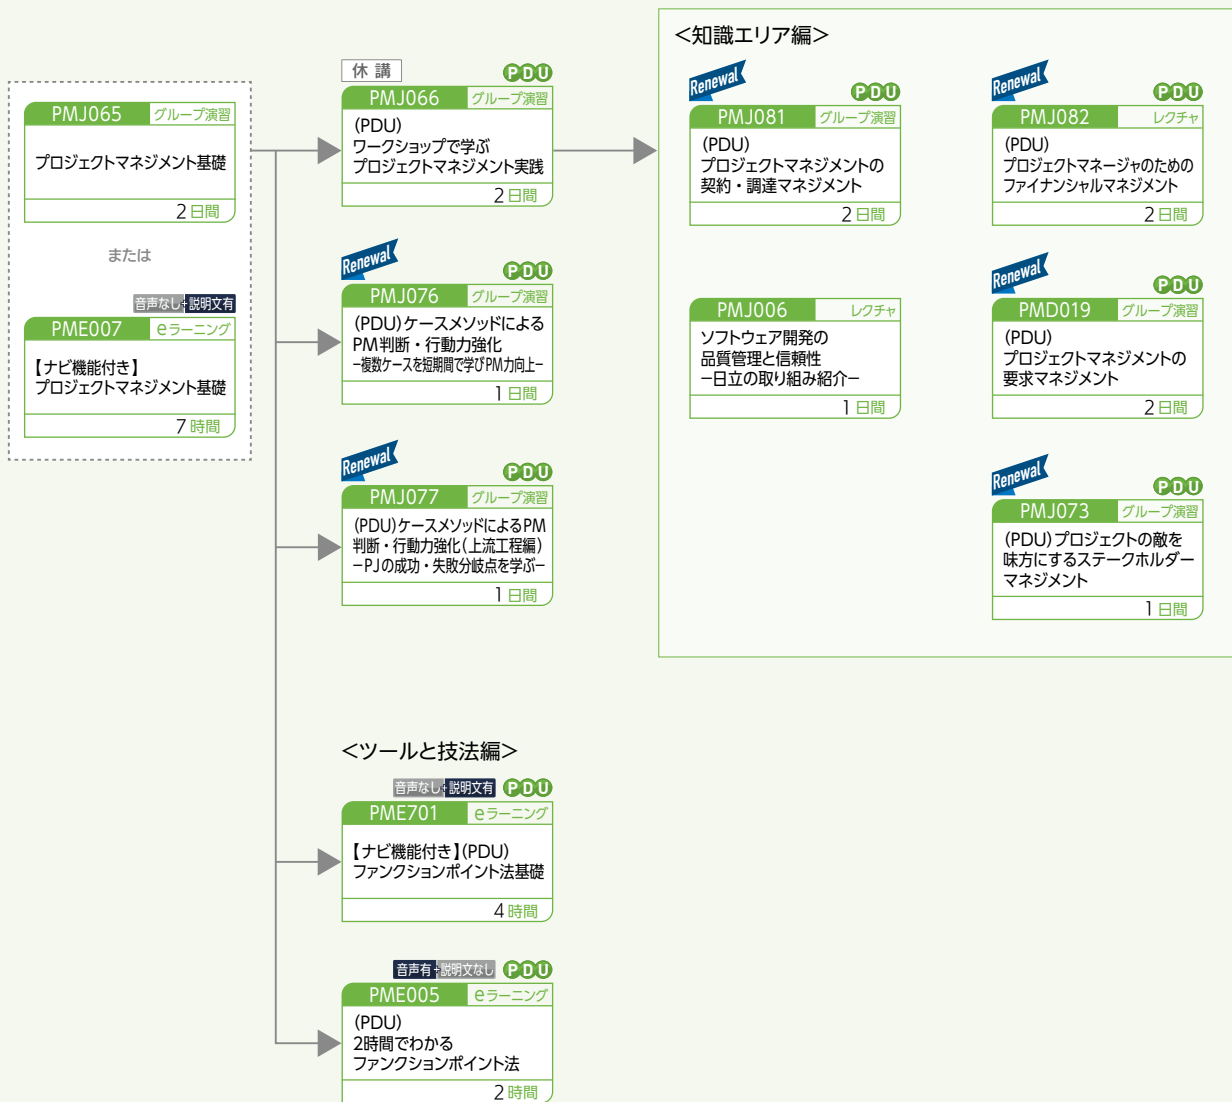 PMJ065 グループ演習
プロジェクトマネジメント基礎
2日間
または
音声なし+説明文有
PME007 eラーニング
【ナビ機能付き】
プロジェクトマネジメント基礎
7時間
休講 PDU
PMJ066 グループ演習
(PDU)
ワークショップで学ぶ
プロジェクトマネジメント実践
2日間
Renewal PDU
PMJ076 グループ演習
(PDU)ケースメソッドによる
PM判断・行動力強化
−複数ケースを短期間で学びPM力向上−
1日間
Renewal PDU
PMJ077 グループ演習
(PDU)ケースメソッドによるPM
判断・行動力強化(上流工程編)
−PJの成功・失敗分岐点を学ぶ−
1日間
<ツールと技法編>
音声なし+説明文有 PDU
PME701 eラーニング
【ナビ機能付き】(PDU)
ファンクションポイント法基礎
4時間
音声有+説明文なし PDU
PME005 eラーニング
(PDU)
2時間でわかる
ファンクションポイント法
2時間
<知識エリア編>
Renewal PDU
PMJ081 グループ演習
(PDU)
プロジェクトマネジメントの
契約・調達マネジメント
2日間
Renewal PDU
PMJ082 レクチャ
(PDU)
プロジェクトマネージャのための
ファイナンシャルマネジメント
2日間
PMJ006 レクチャ
ソフトウェア開発の
品質管理と信頼性
−日立の取り組み紹介−
1日間
Renewal PDU
PMD019 グループ演習
(PDU)
プロジェクトマネジメントの
要求マネジメント
2日間
Renewal PDU
PMJ073 グループ演習
(PDU)プロジェクトの敵を
味方にするステークホルダー
マネジメント
1日間